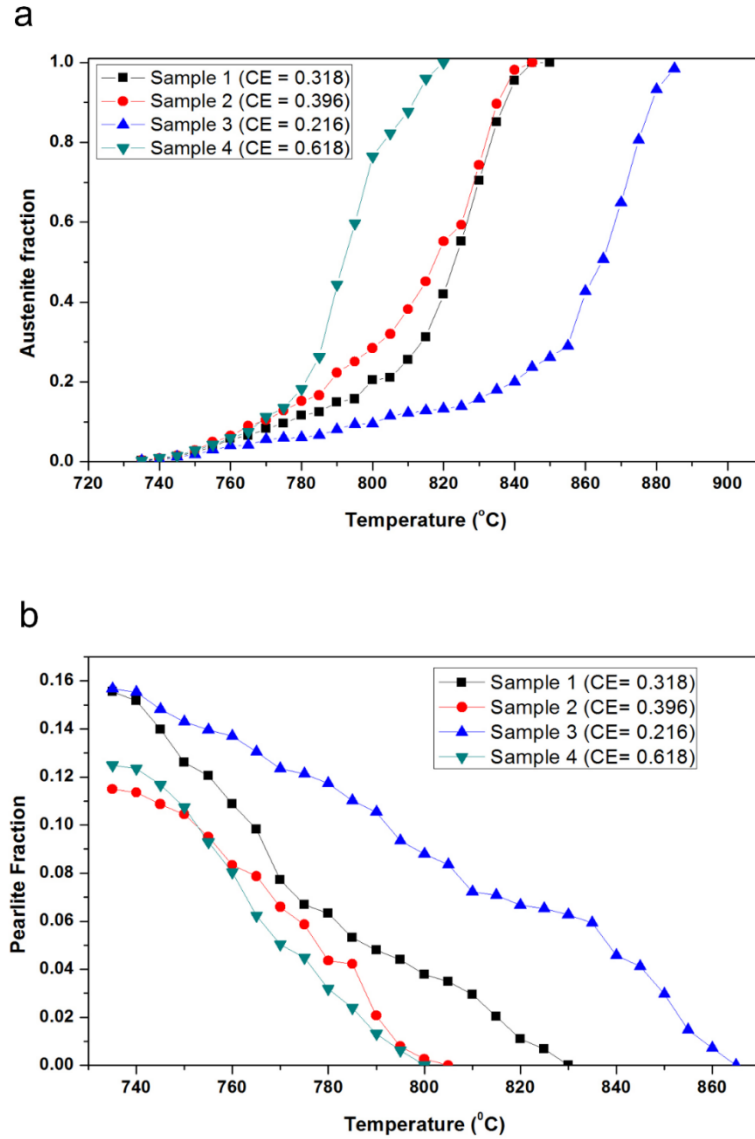 a
1.0
Sample 1 (CE = 0.318)
Sample 2 (CE = 0.396)
Sample 3 (CE = 0.216)
Sample 4 (CE = 0.618)
0.8
0.6
0.4
0.2
0.0
Austenite fraction
720 740 760 780 800 820 840 860 880 900
Temperature (°C)
b
0.16
Sample 1 (CE= 0.318)
Sample 2 (CE= 0.396)
Sample 3 (CE= 0.216)
Sample 4 (CE= 0.618)
0.14
0.12
0.10
0.08
0.06
0.04
0.02
0.00
Pearlite Fraction
740 760 780 800 820 840 860
Temperature (⁰C)